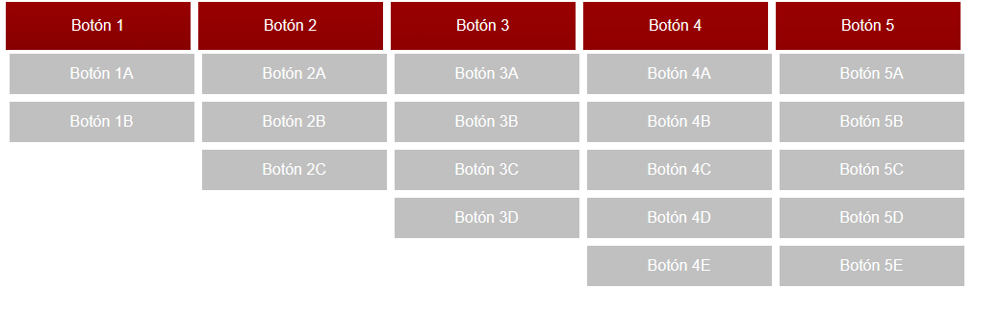 Botón 1 Botón 2 Botón 3 Botón 4 Botón 5
Botón 1A Botón 2A Botón 3A Botón 4A Botón 5A
Botón 1B Botón 2B Botón 3B Botón 4B Botón 5B
Botón 2C Botón 3C Botón 4C Botón 5C
Botón 3D Botón 4D Botón 5D
Botón 4E Botón 5E